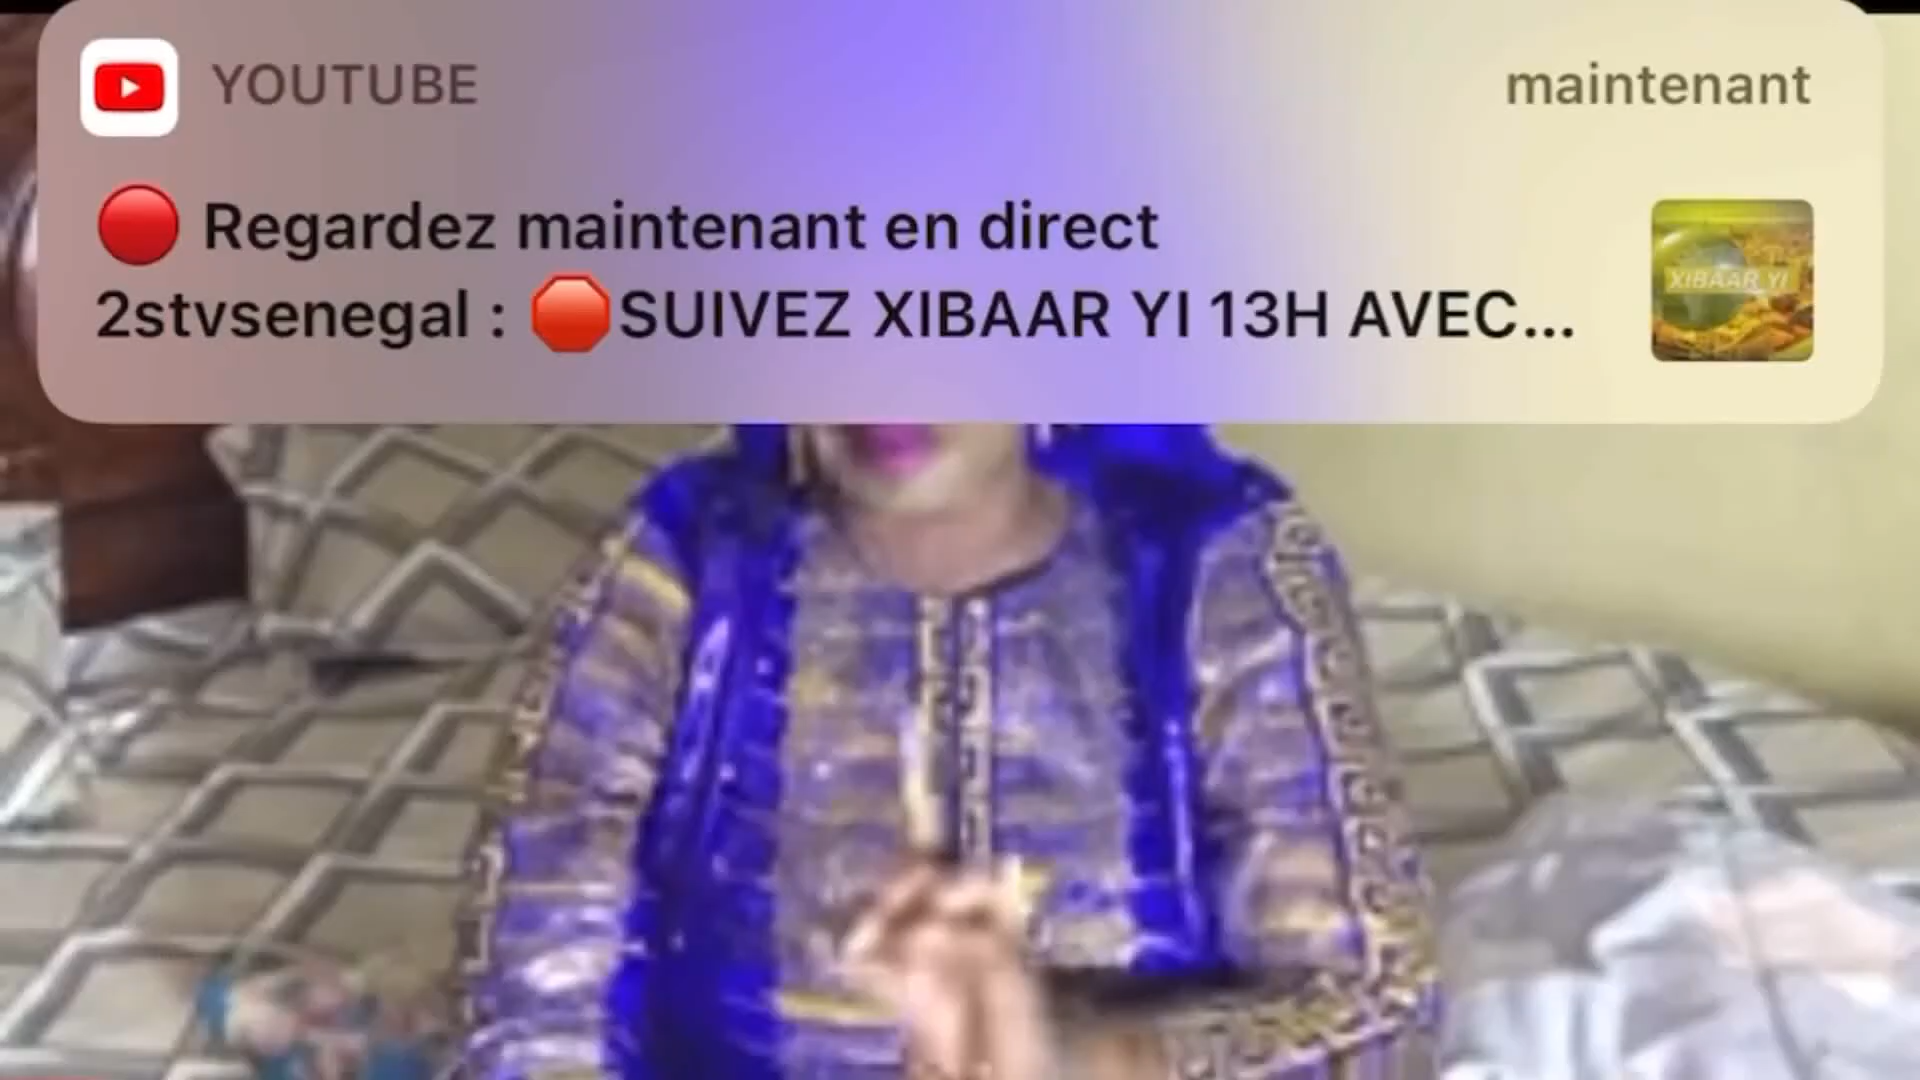 YOUTUBE
maintenant
🔴 Regardez maintenant en direct
2stvsenegal : 🛑SUIVEZ XIBAAR YI 13H AVEC...
XIBAAR YI